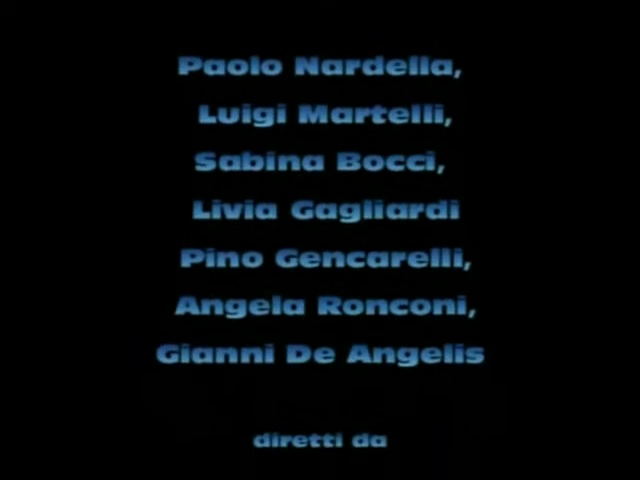 Paolo Nardella,
Luigi Martelli,
Sabina Bocci,
Livia Gagliardi
Pino Gencarelli,
Angela Ronconi,
Gianni De Angelis
diretti da